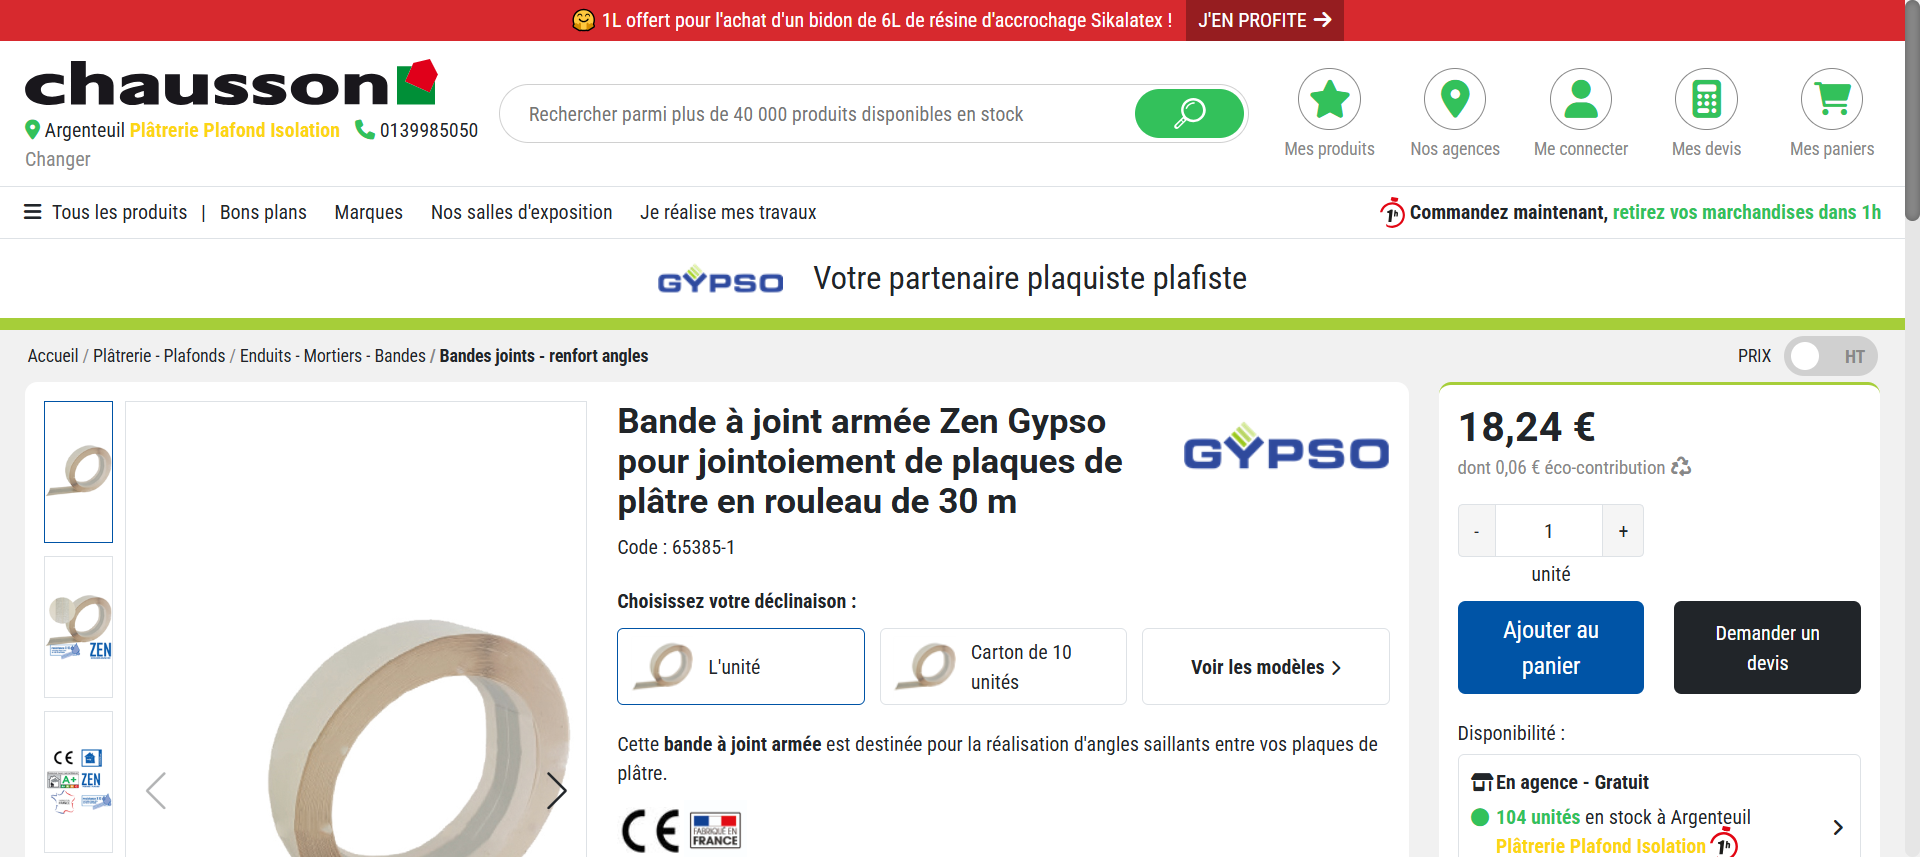 1L offert pour l'achat d'un bidon de 6L de résine d'accrochage Sikalatex !
J'EN PROFITE
chausson
Argenteuil Plâtrerie Plafond Isolation 0139985050
Changer
Rechercher parmi plus de 40 000 produits disponibles en stock
Mes produits
Nos agences
Me connecter
Mes devis
Mes paniers
Tous les produits | Bons plans Marques Nos salles d'exposition Je réalise mes travaux
1h Commandez maintenant, retirez vos marchandises dans 1h
GYPSO Votre partenaire plaquiste plafiste
Accueil / Plâtrerie - Plafonds / Enduits - Mortiers - Bandes / Bandes joints - renfort angles
PRIX HT
ZEN
CE
A+ ZEN
Bande à joint armée Zen Gypso
pour jointoiement de plaques de
plâtre en rouleau de 30 m
GYPSO
Code : 65385-1
Choisissez votre déclinaison :
L'unité
Carton de 10
unités
Voir les modèles
Cette bande à joint armée est destinée pour la réalisation d'angles saillants entre vos plaques de
plâtre.
CE
FABRIQUÉ EN
FRANCE
18,24 €
dont 0,06 € éco-contribution
- 1 +
unité
Ajouter au
panier
Demander un
devis
Disponibilité :
En agence - Gratuit
104 unités en stock à Argenteuil
Plâtrerie Plafond Isolation 1h